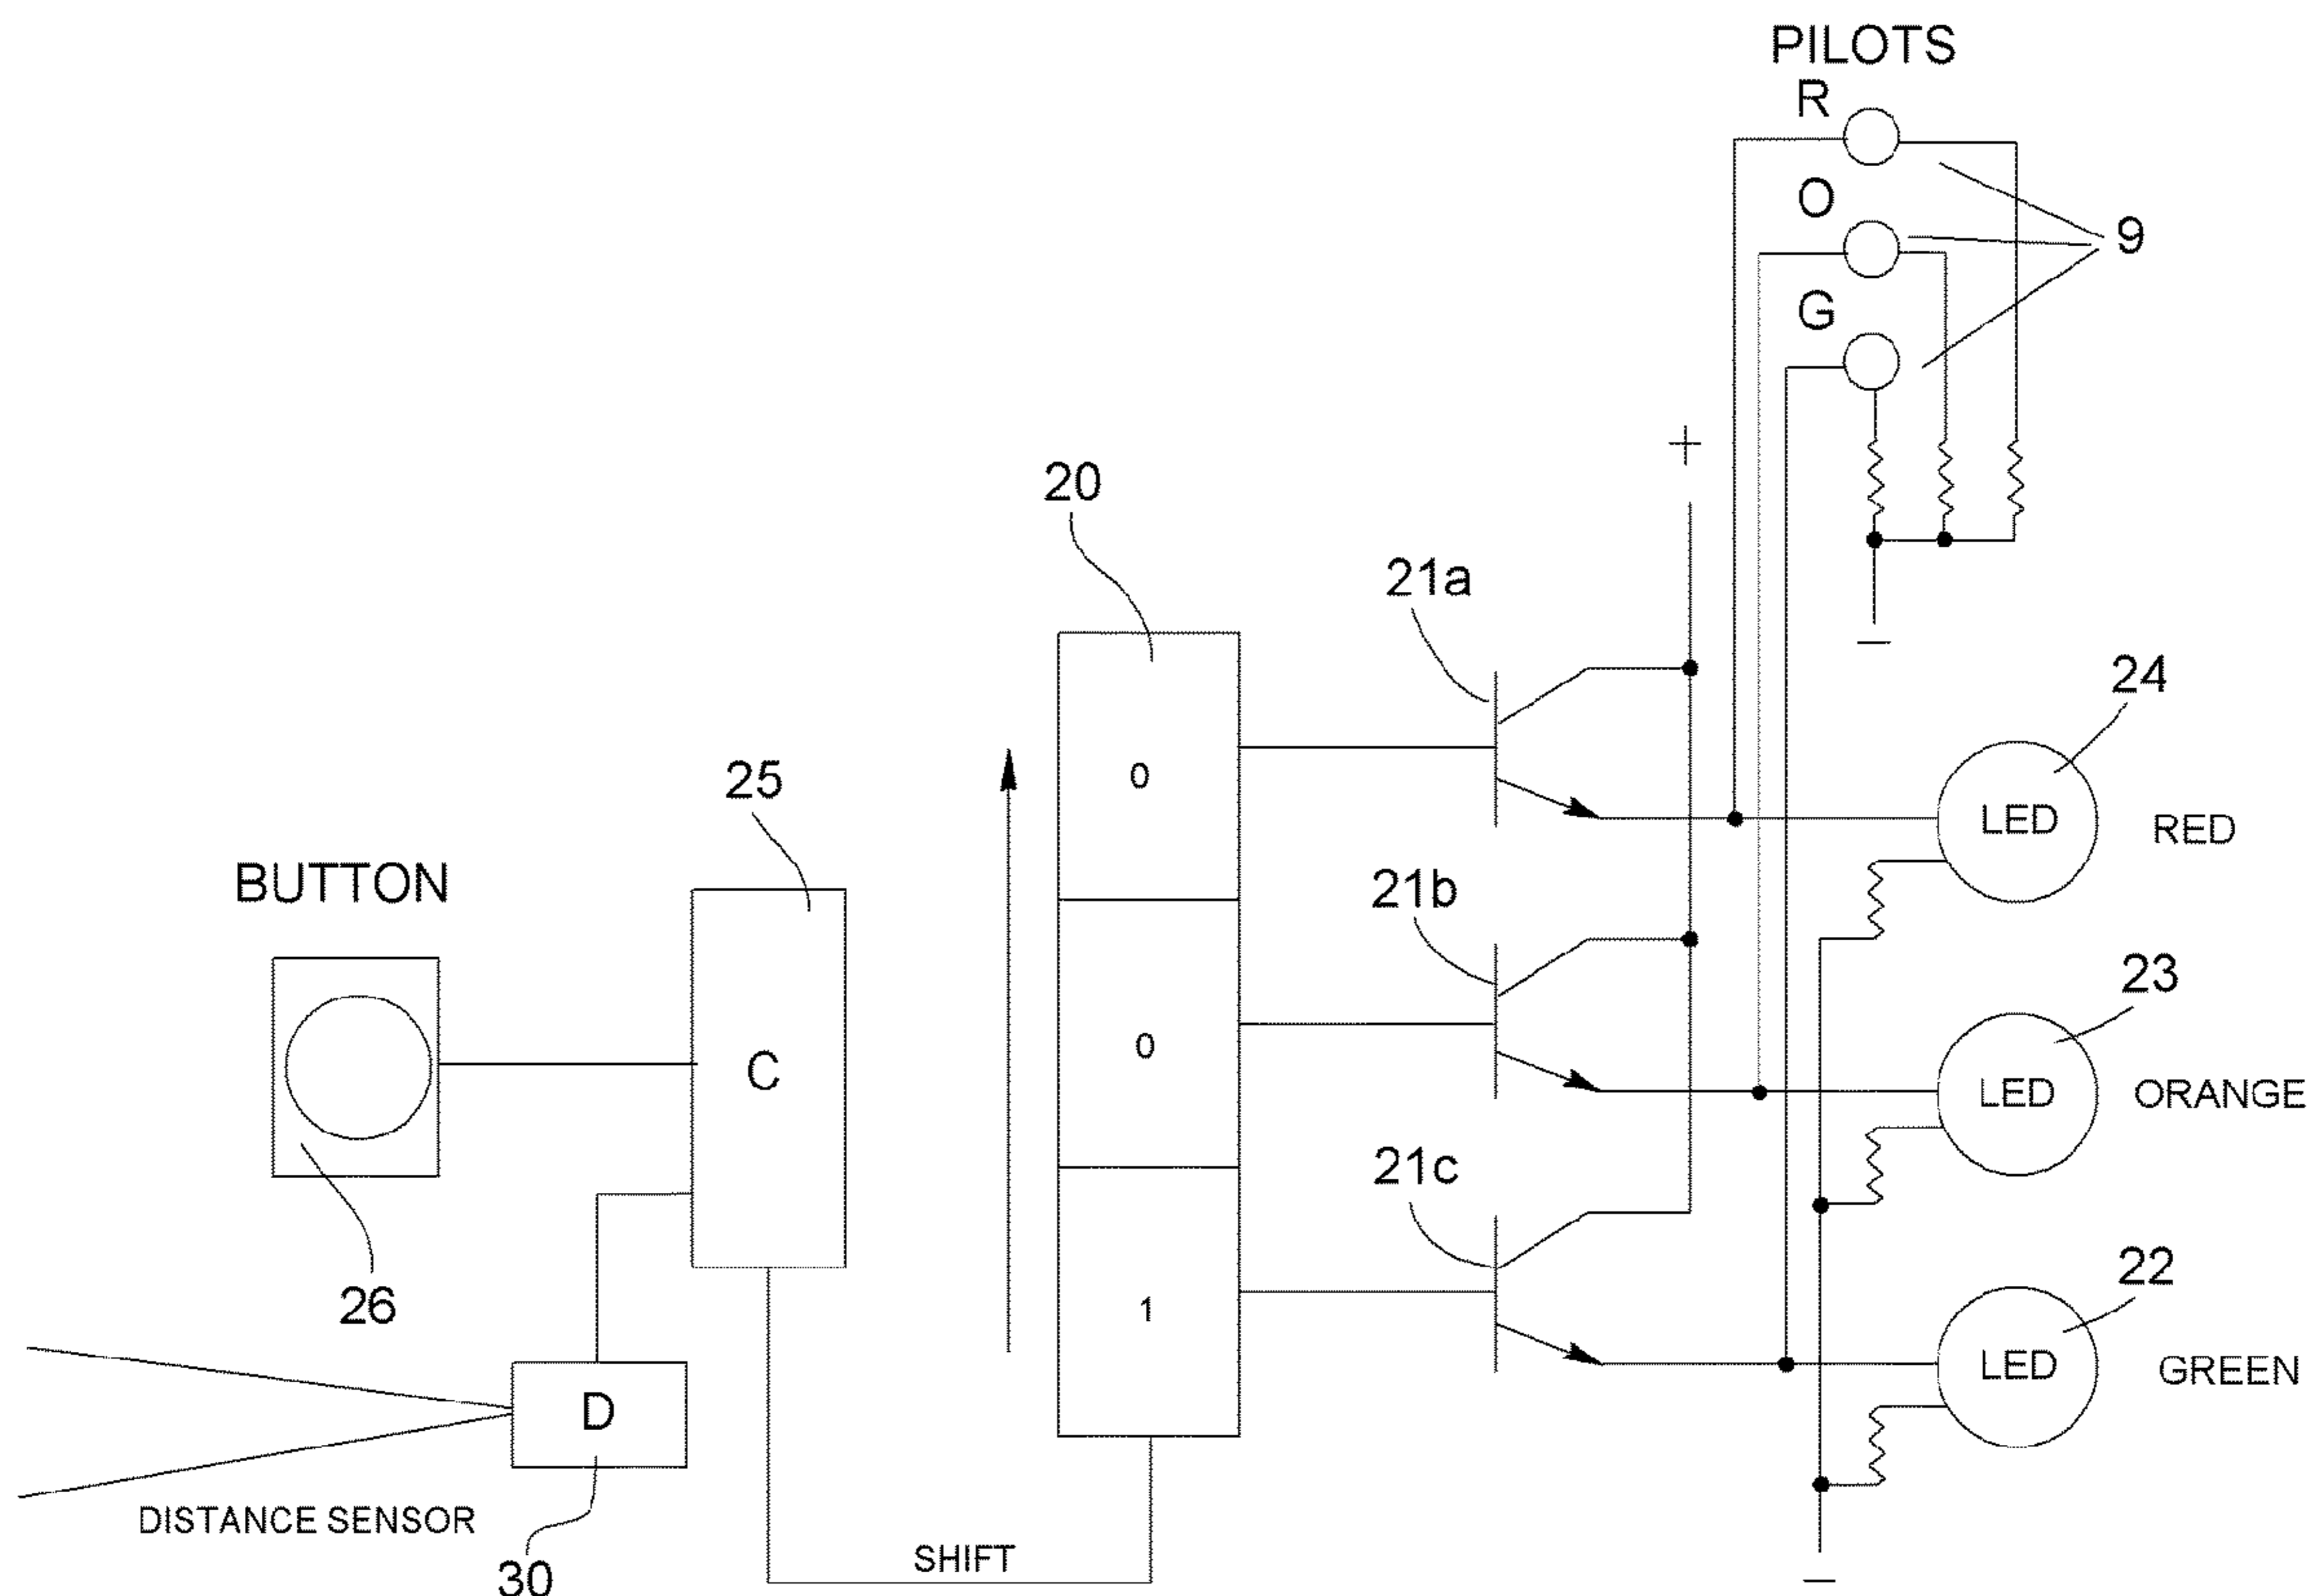 PILOTS
R
O
9
G
+
20
21a
24
25
0
LED
RED
BUTTON
21b
23
C
0
LED
ORANGE
21c
22
26
1
LED
GREEN
D
DISTANCE SENSOR
30
SHIFT